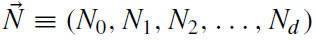 $\vec{N} \equiv (N_0, N_1, N_2, \ldots, N_d)$